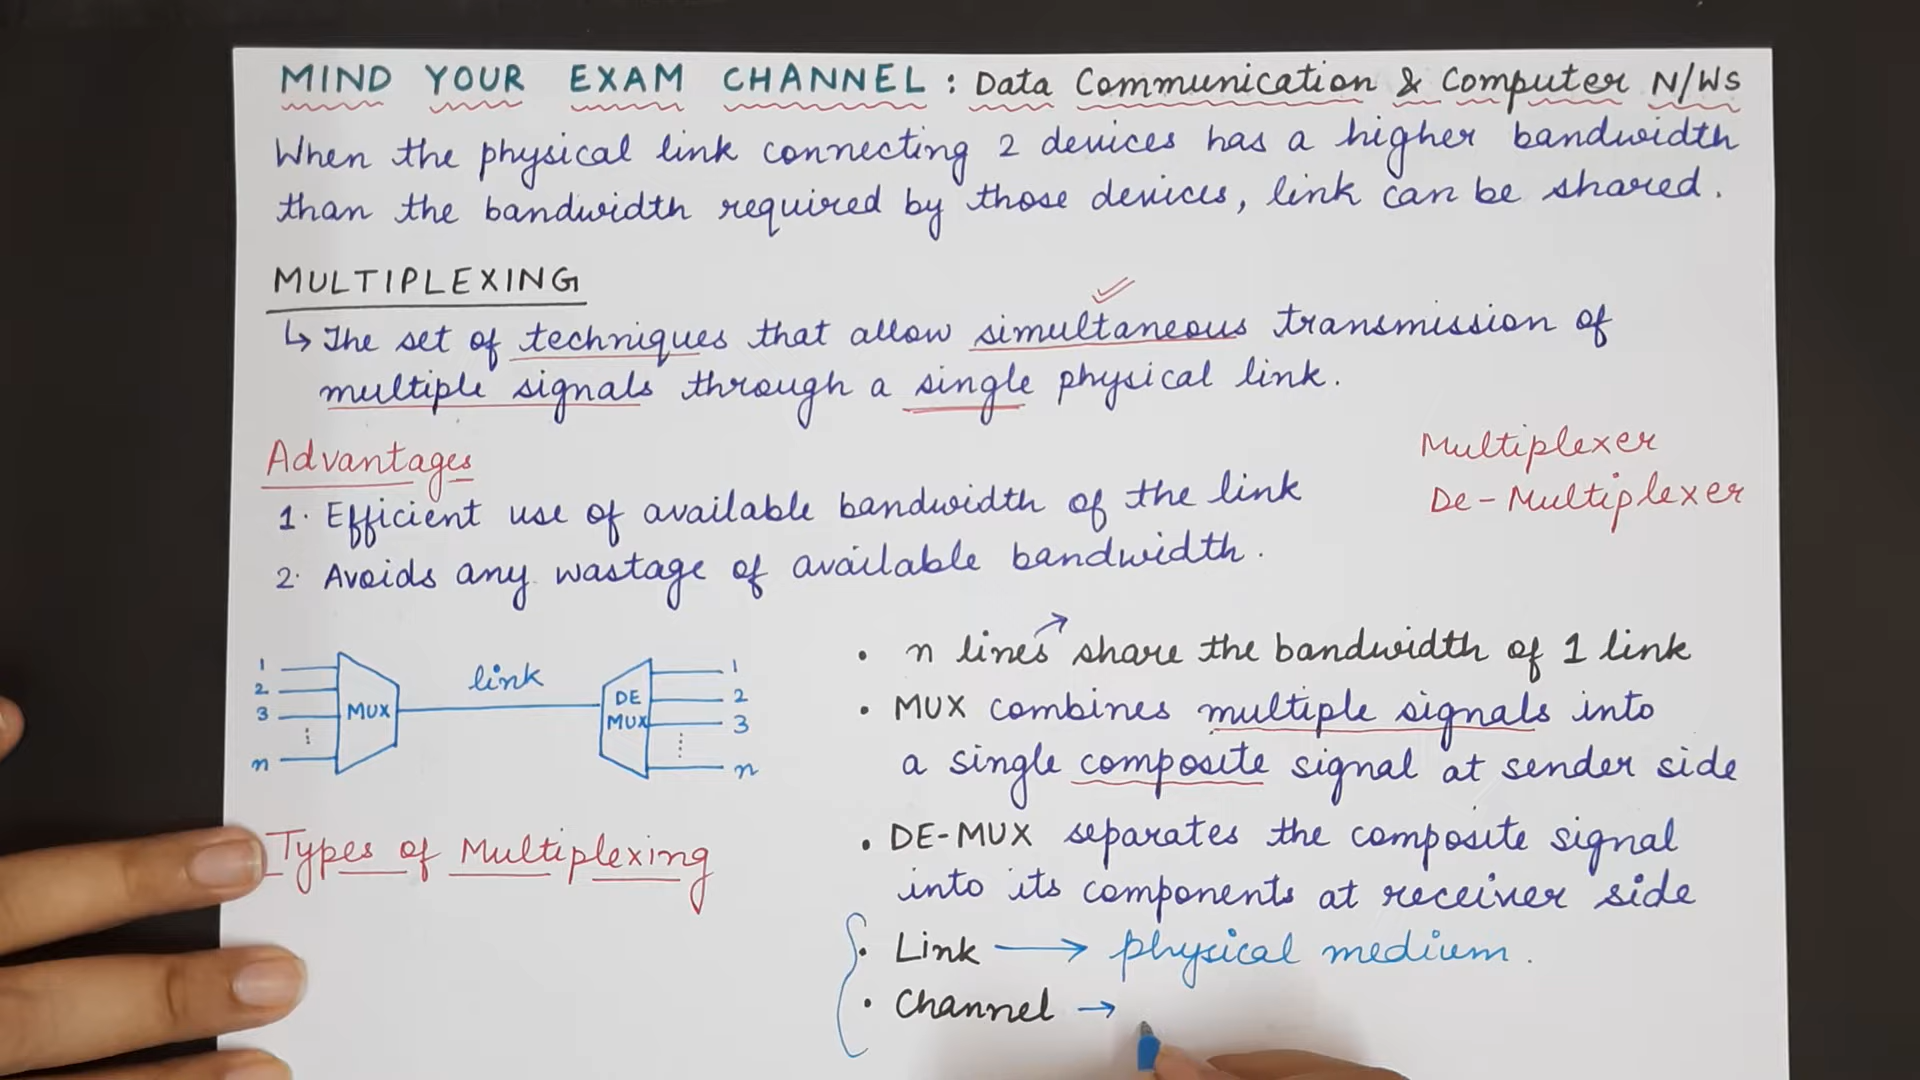 MIND YOUR EXAM CHANNEL : Data Communication & Computer N/Ws
When the physical link connecting 2 devices has a higher bandwidth
than the bandwidth required by those devices, link can be shared.
MULTIPLEXING
↳ The set of techniques that allow simultaneous transmission of
multiple signals through a single physical link.
Advantages
1. Efficient use of available bandwidth of the link
2. Avoids any wastage of available bandwidth.
Multiplexer
De-Multiplexer
1
2
3
n
MUX
link
DE
MUX
1
2
3
n
• n lines share the bandwidth of 1 link
• MUX combines multiple signals into
a single composite signal at sender side
• DE-MUX separates the composite signal
into its components at receiver side
• Link → physical medium.
• Channel →
Types of Multiplexing